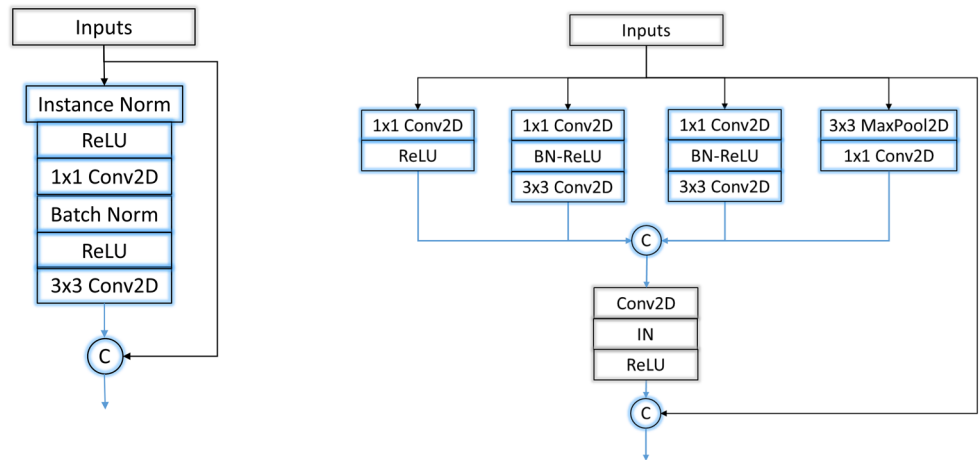 Inputs
Instance Norm
ReLU
1x1 Conv2D
Batch Norm
ReLU
3x3 Conv2D
C
Inputs
1x1 Conv2D
ReLU
1x1 Conv2D
BN-ReLU
3x3 Conv2D
1x1 Conv2D
BN-ReLU
3x3 Conv2D
3x3 MaxPool2D
1x1 Conv2D
C
Conv2D
IN
ReLU
C